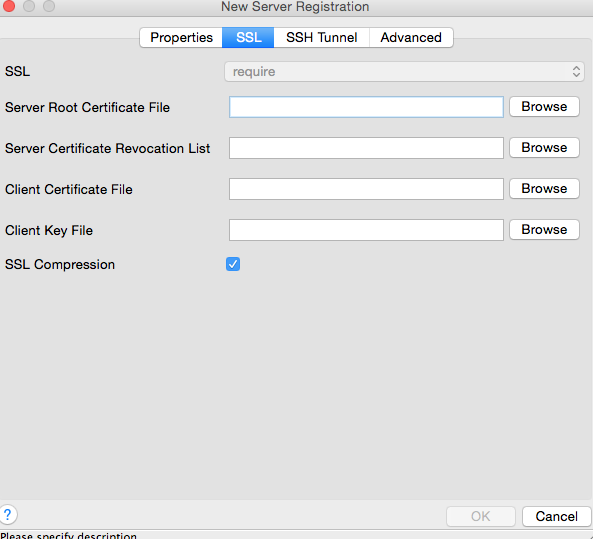 New Server Registration
Properties SSL SSH Tunnel Advanced
SSL require
Server Root Certificate File Browse
Server Certificate Revocation List Browse
Client Certificate File Browse
Client Key File Browse
SSL Compression
? OK Cancel
Please specify description